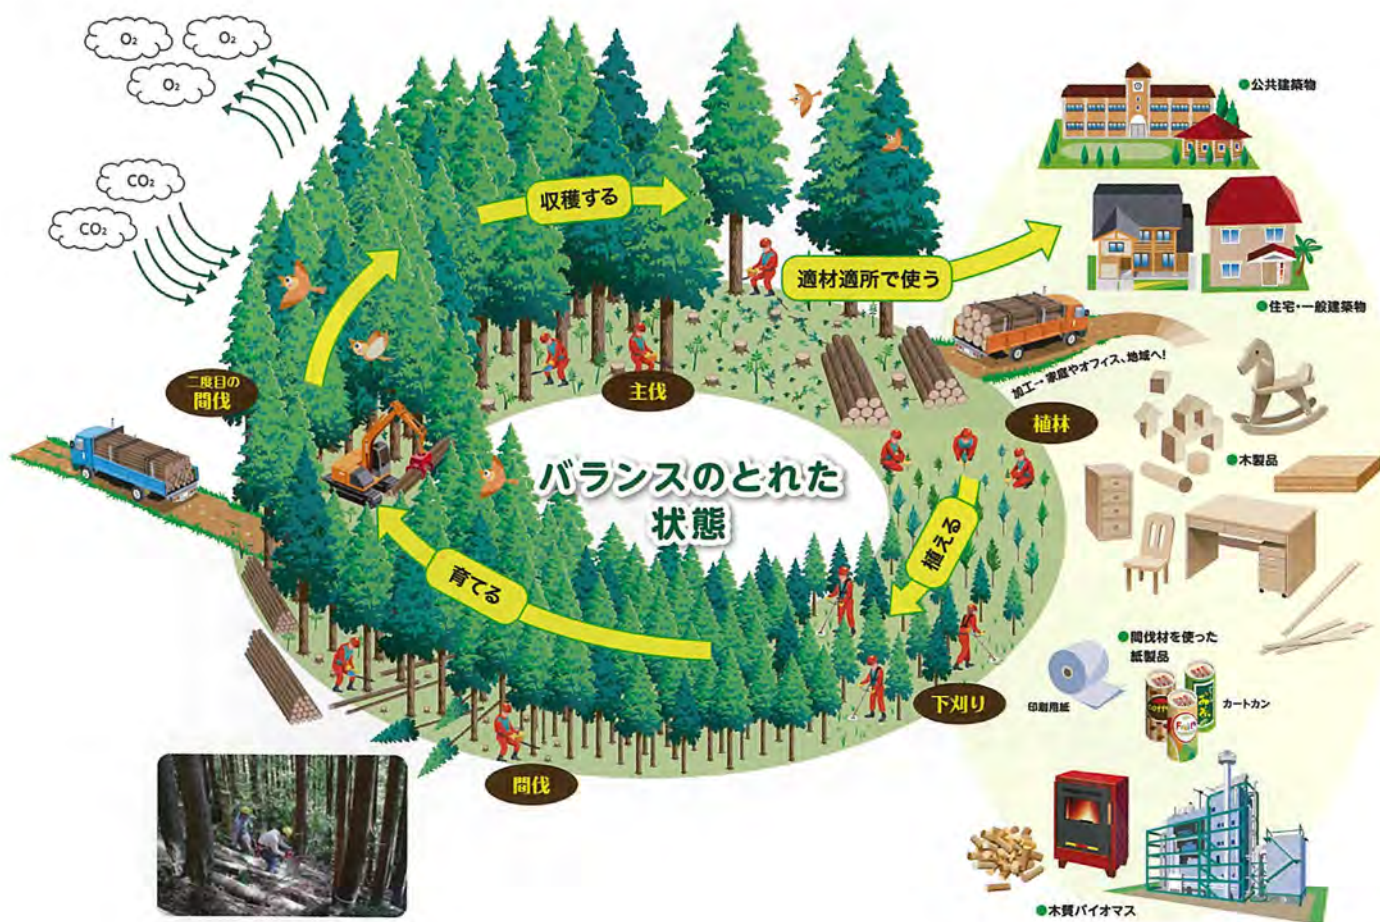 O₂
O₂
O₂
CO₂
CO₂
●公共建築物
収穫する
適材適所で使う
●住宅・一般建築物
加工→家庭やオフィス、地域へ!
二度目の
間伐
主伐
植林
●木製品
バランスのとれた
状態
植える
育てる
●間伐材を使った
紙製品
印刷用紙
カートカン
下刈り
間伐
●木質バイオマス